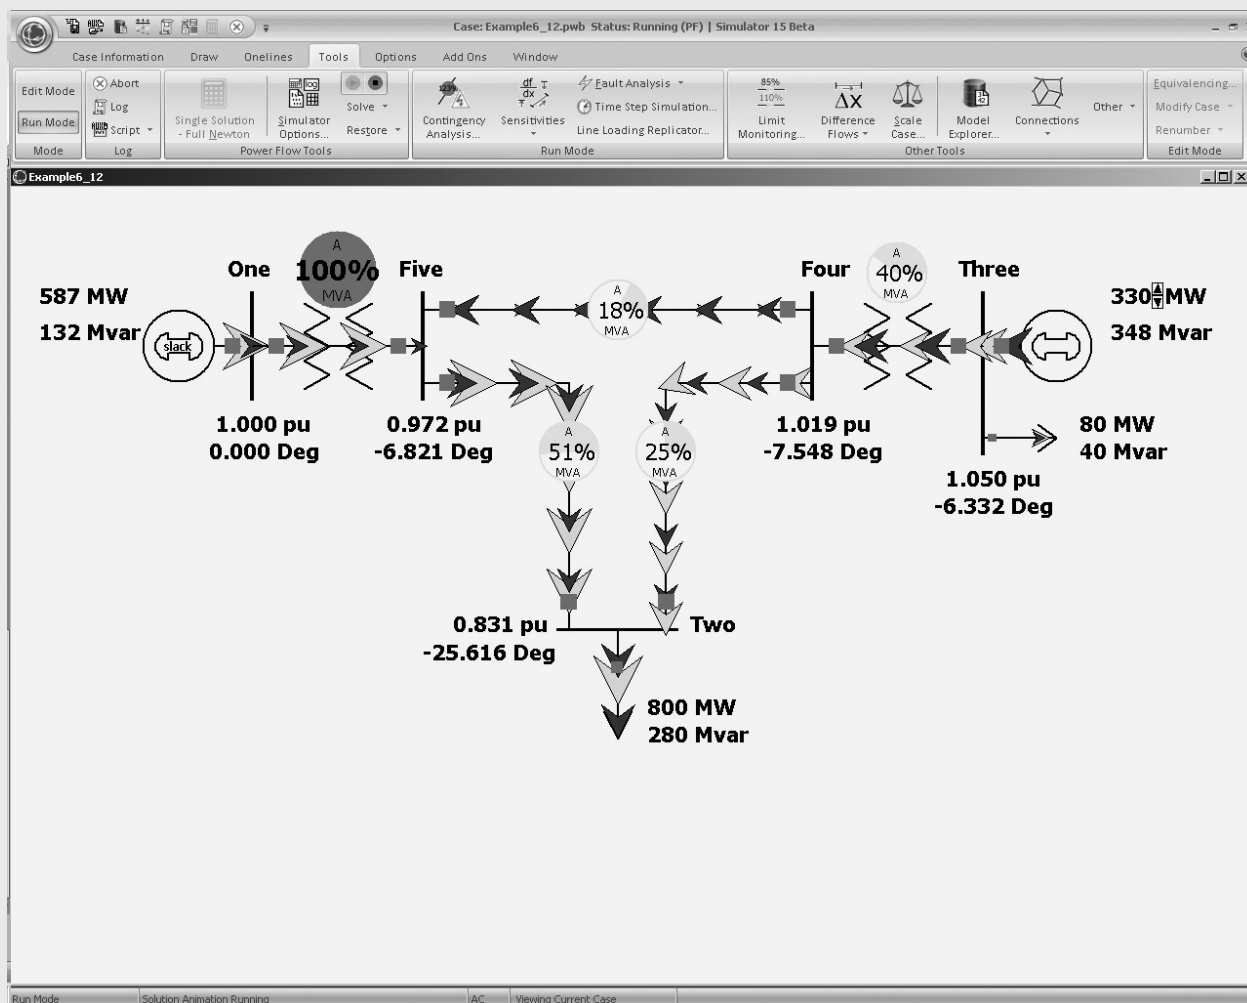 Case: Example6_12.pwb Status: Running (PF) | Simulator 15 Beta
Case Information Draw Onelines Tools Options Add Ons Window
Edit Mode
Run Mode
Mode
Abort
Log
Script
Log
Single Solution
- Full Newton
Simulator
Options...
Solve
Restore
Power Flow Tools
Contingency
Analysis...
Sensitivities
Fault Analysis
Time Step Simulation...
Line Loading Replicator...
Run Mode
85%
110%
Limit
Monitoring...
Δx
Difference
Flows
Scale
Case...
Model
Explorer...
Connections
Other
Other Tools
Equivalencing...
Modify Case
Renumber
Edit Mode
Example6_12
One
A
100%
MVA
Five
A
18%
MVA
Four
A
40%
MVA
Three
587 MW
132 Mvar
slack
330 MW
348 Mvar
1.000 pu
0.000 Deg
0.972 pu
-6.821 Deg
A
51%
MVA
A
25%
MVA
1.019 pu
-7.548 Deg
80 MW
40 Mvar
1.050 pu
-6.332 Deg
0.831 pu
-25.616 Deg
Two
800 MW
280 Mvar
Run Mode Solution Animation Running AC Viewing Current Case